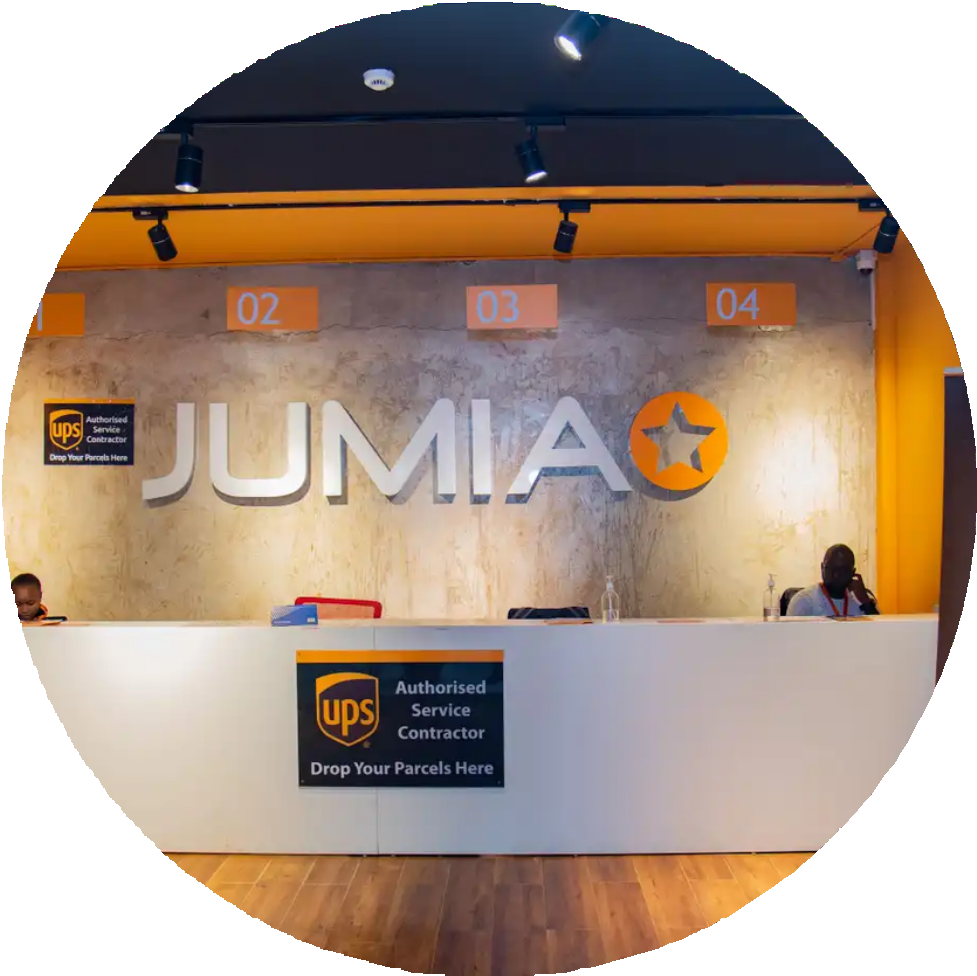 02
03
04
JUMIA
ups
Authorised
Service
Contractor
Drop Your Parcels Here
ups
Authorised
Service
Contractor
Drop Your Parcels Here